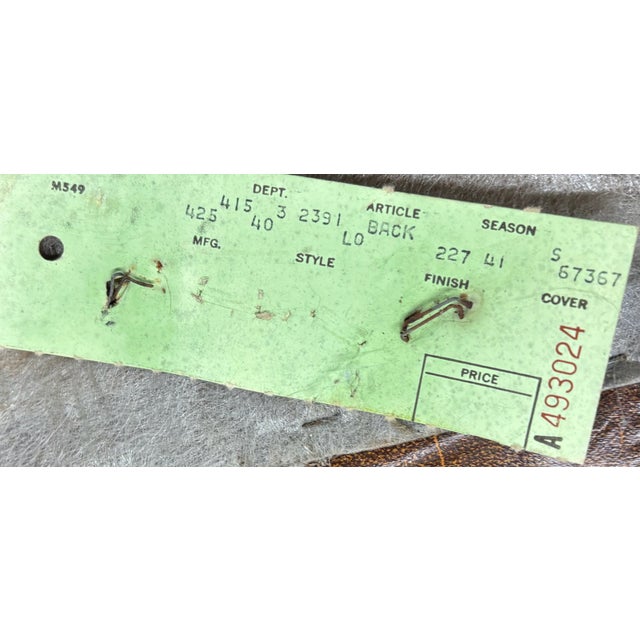 M549 DEPT. ARTICLE SEASON
415 3 2391 BACK S
425 40 LO 227 41 67367
MFG. STYLE FINISH COVER
PRICE
A 493024